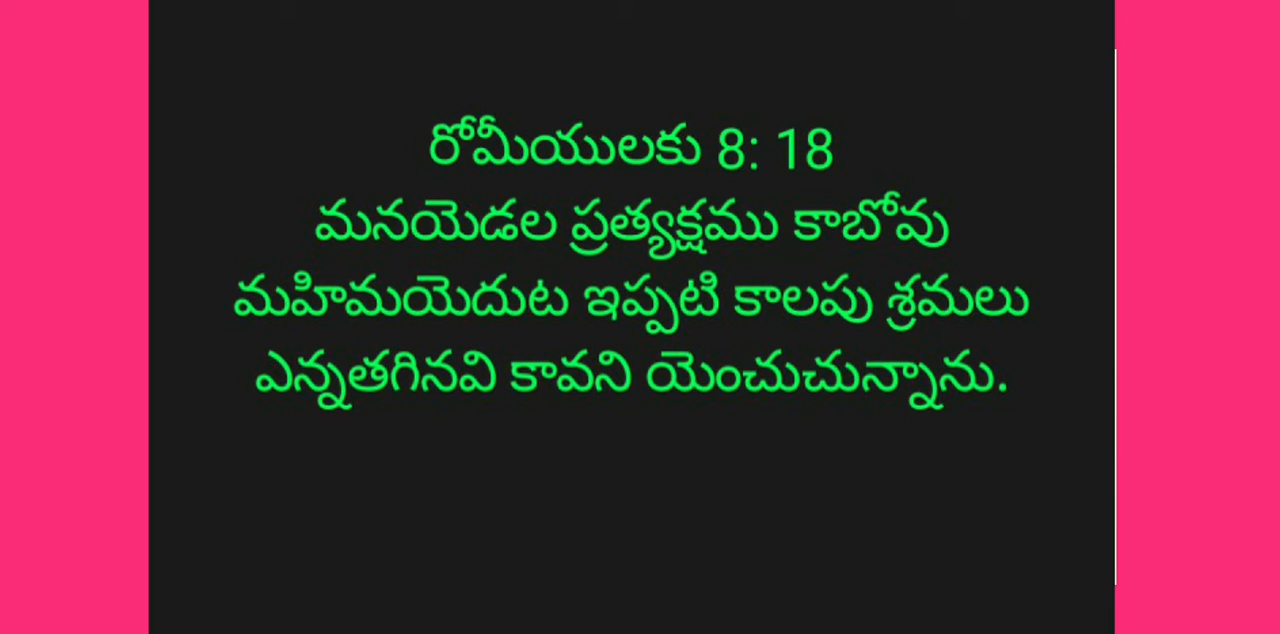 రోమీయులకు 8: 18
మనయెడల ప్రత్యక్షము కాబోవు
మహిమయెదుట ఇప్పటి కాలపు శ్రమలు
ఎన్నతగినవి కావని యెంచుచున్నాను.